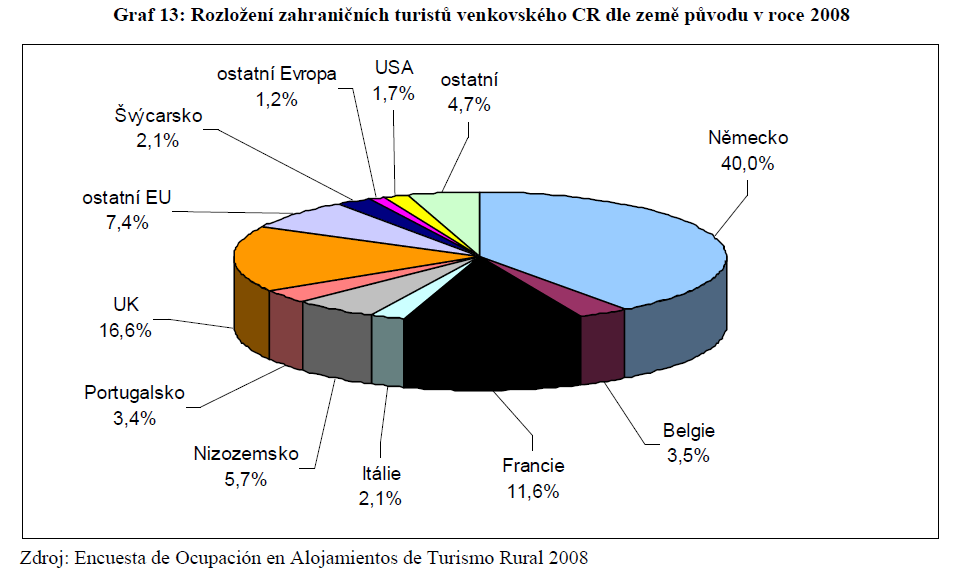 Graf 13: Rozložení zahraničních turistů venkovského CR dle země původu v roce 2008
ostatní Evropa
1,2%
USA
1,7%
ostatní
4,7%
Švýcarsko
2,1%
Německo
40,0%
ostatní EU
7,4%
UK
16,6%
Portugalsko
3,4%
Nizozemsko
5,7%
Itálie
2,1%
Francie
11,6%
Belgie
3,5%
Zdroj: Encuesta de Ocupación en Alojamientos de Turismo Rural 2008